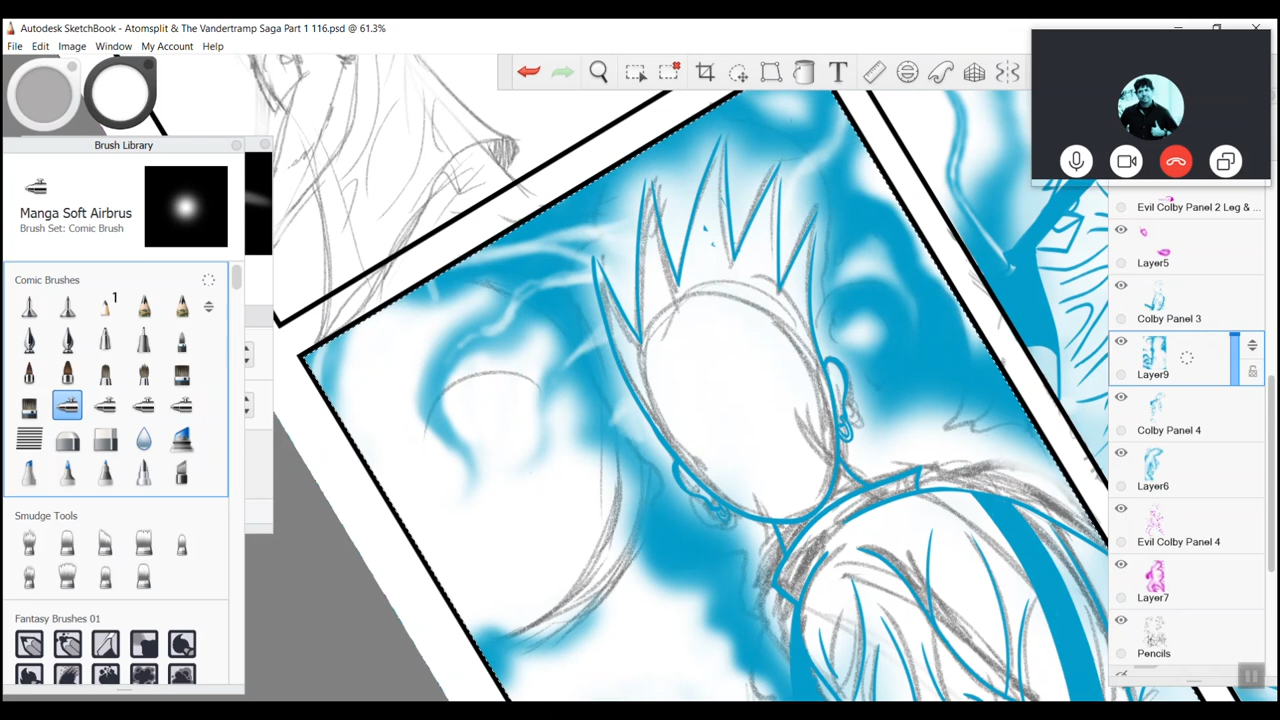 Autodesk SketchBook - Atomsplit & The Vandertramp Saga Part 1 116.psd @ 61.3%
File Edit Image Window My Account Help
T
Brush Library
Manga Soft Airbrus
Brush Set: Comic Brush
Comic Brushes
1
Smudge Tools
Fantasy Brushes 01
Evil Colby Panel 2 Leg & ...
Layer5
Colby Panel 3
Layer9
Colby Panel 4
Layer6
Evil Colby Panel 4
Layer7
Pencils